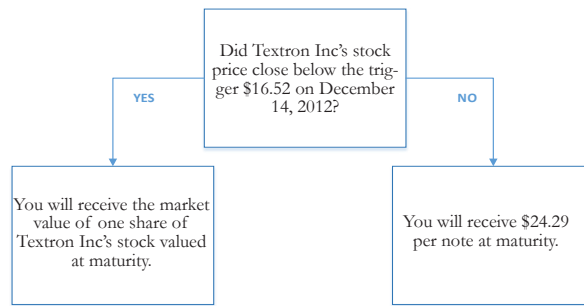 Did Textron Inc's stock
price close below the trig-
ger $16.52 on December
14, 2012?
YES
NO
You will receive the market
value of one share of
Textron Inc's stock valued
at maturity.
You will receive $24.29
per note at maturity.